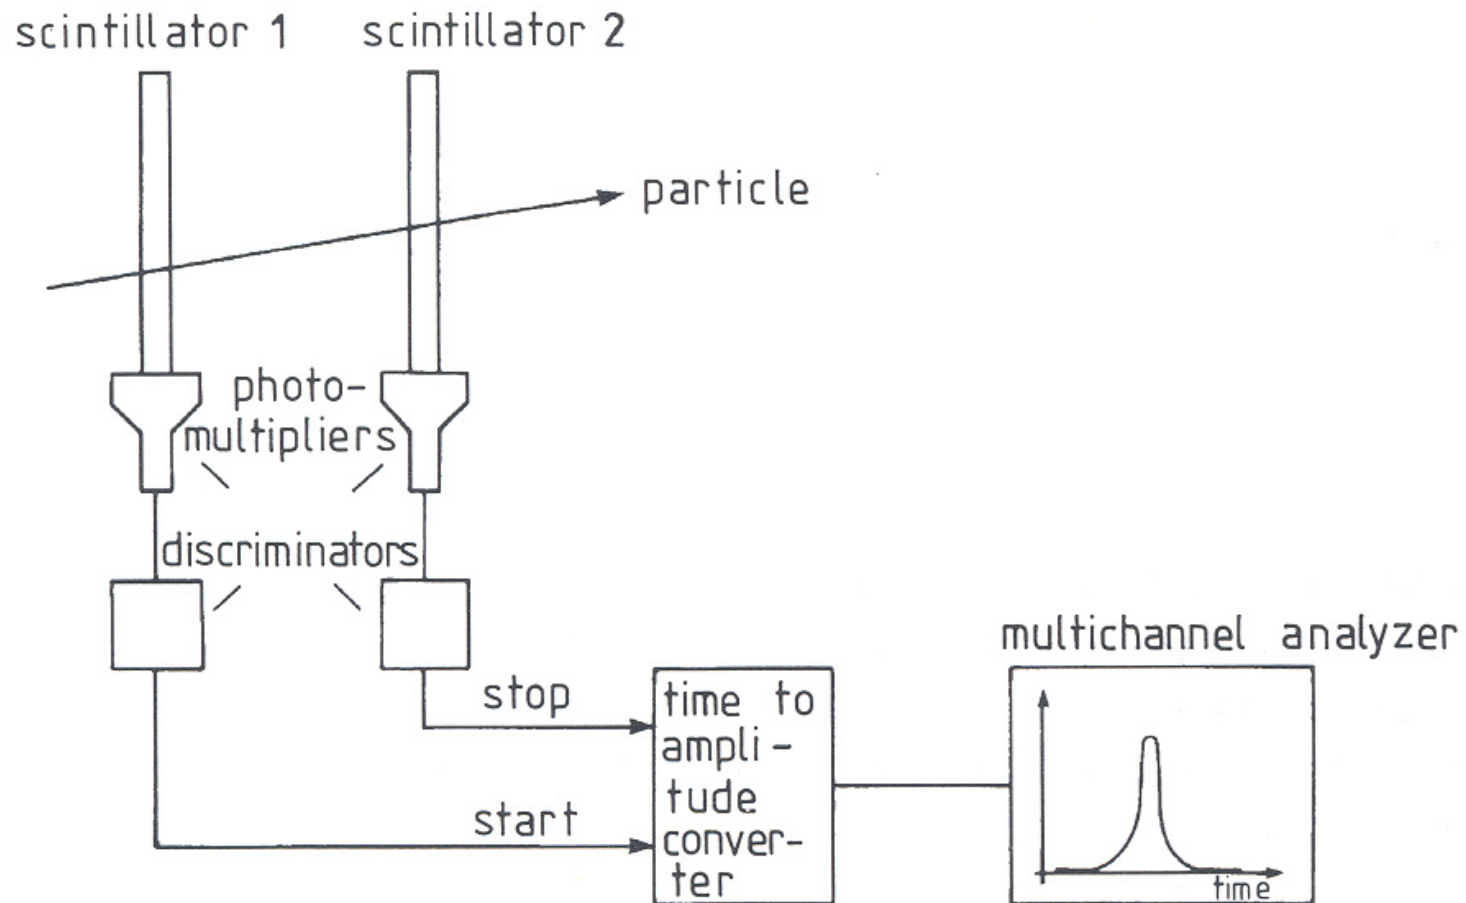 scintillator 1
scintillator 2
particle
photo-
multipliers
discriminators
stop
start
time to
ampli-
tude
conver-
ter
multichannel analyzer
time